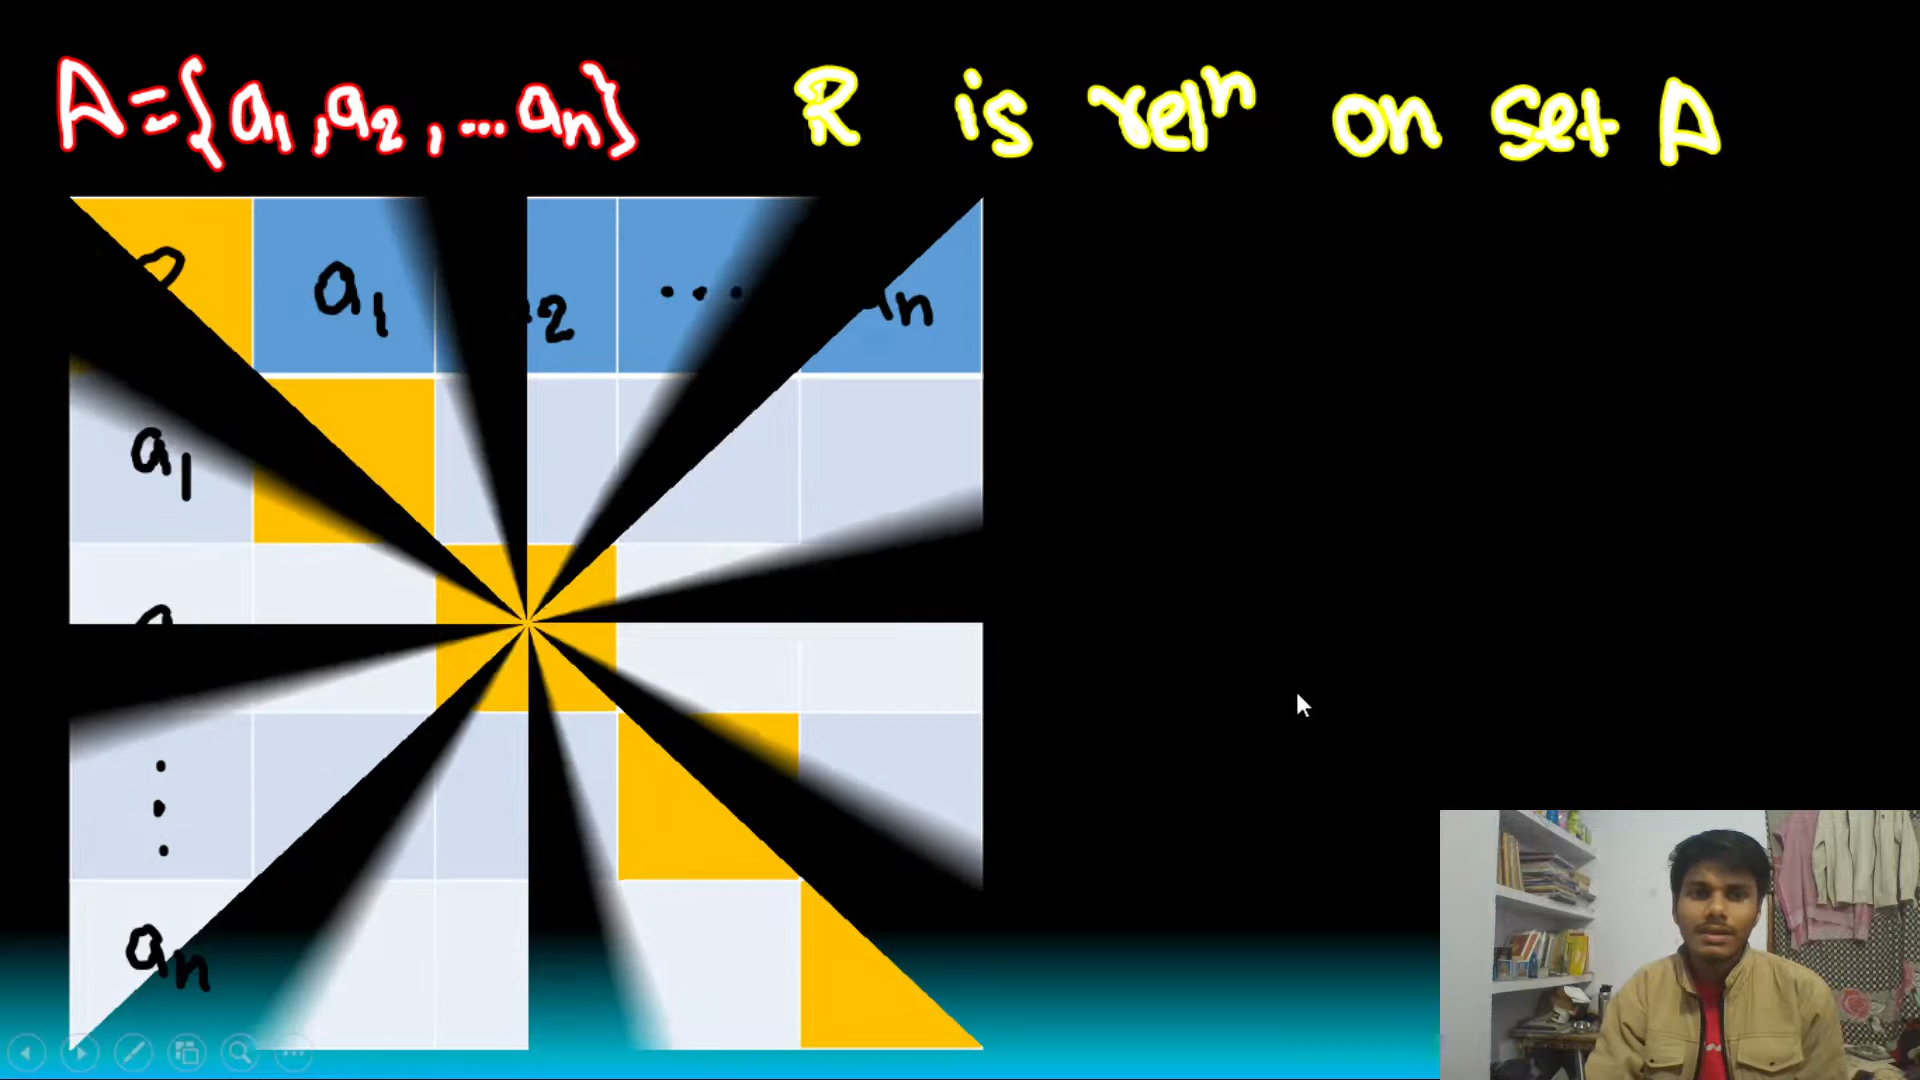 A={a₁,a₂,...aₙ} R is relⁿ on set A
a₁ ... n
a₁
⋮
aₙ